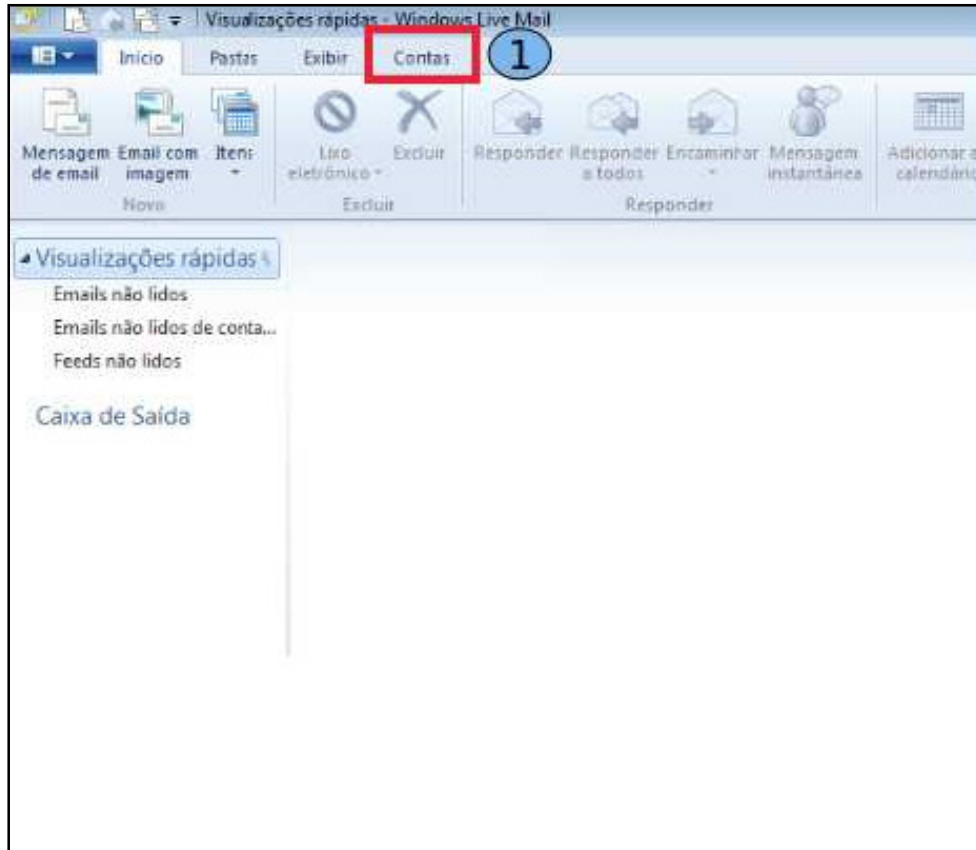 Visualizações rápidas - Windows Live Mail
Início Pastas Exibir Contas 1
Mensagem de email
Email com imagem
Itens
Lixo eletrônico
Excluir
Responder
Responder a todos
Encaminhar
Mensagem instantânea
Adicionar a
calendário
Novo Excluir Responder
Visualizações rápidas
Emails não lidos
Emails não lidos de conta...
Feeds não lidos
Caixa de Saída